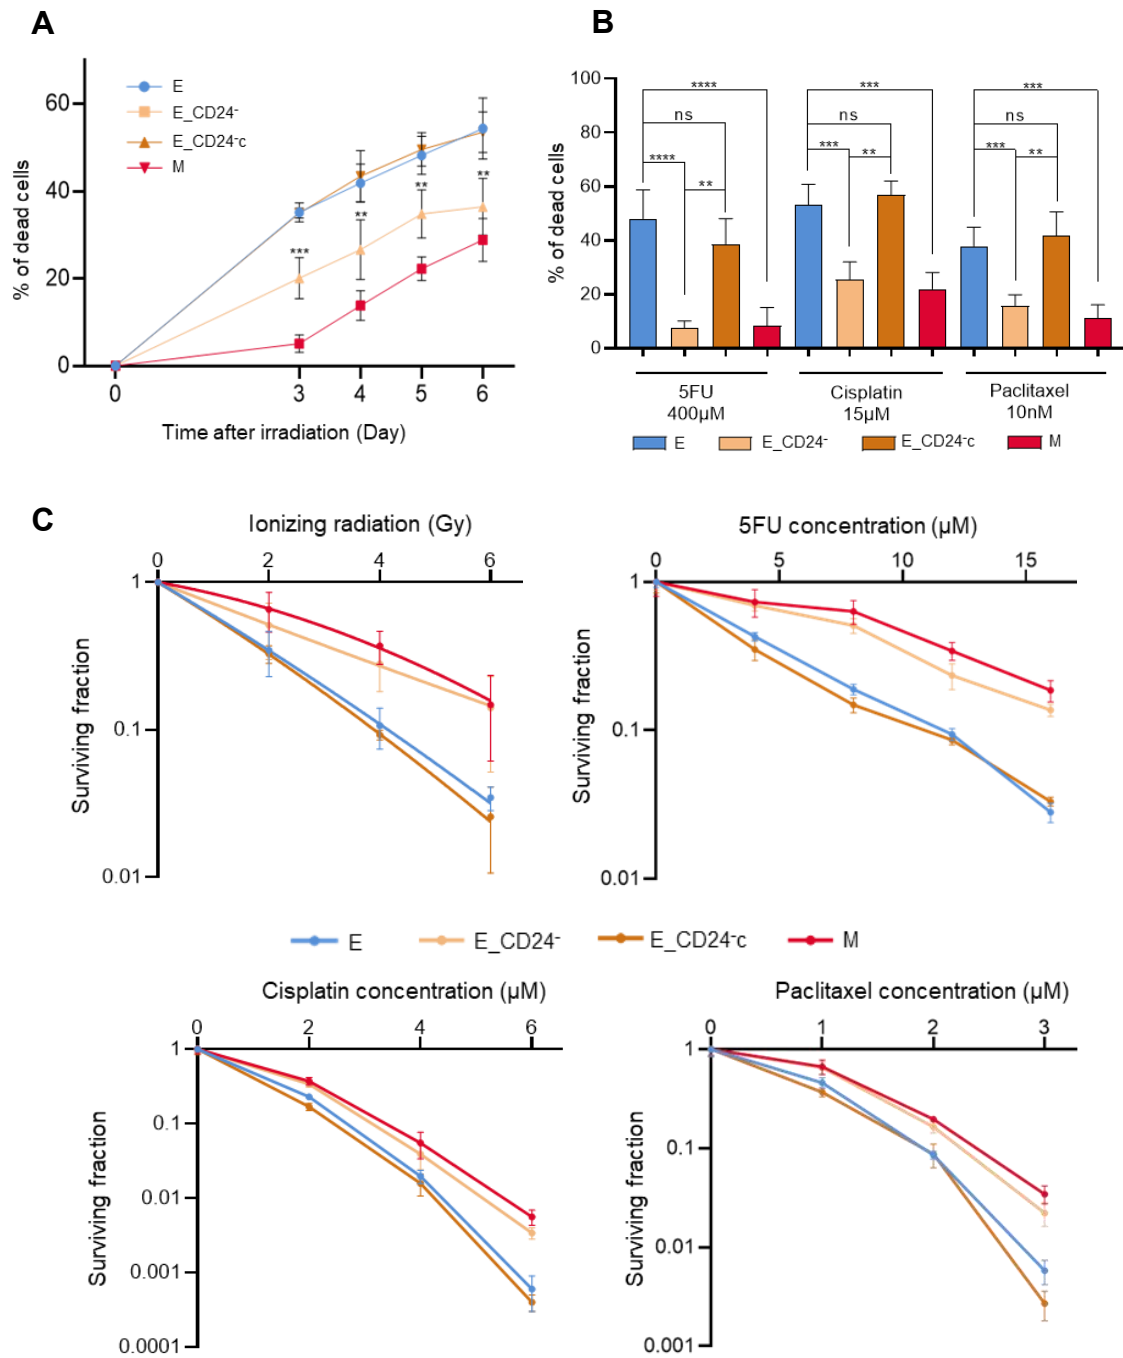 A
E
E_CD24-
E_CD24-c
M
% of dead cells
60
40
20
0
***
**
**
**
0 3 4 5 6
Time after irradiation (Day)
B
% of dead cells
100
80
60
40
20
0
**** *** ***
ns ns ns
**** *** ***
** ** **
5FU Cisplatin Paclitaxel
400µM 15µM 10nM
E E_CD24- E_CD24-c M
C
Ionizing radiation (Gy)
0 2 4 6
Surviving fraction
1
0.1
0.01
5FU concentration (µM)
0 5 10 15
Surviving fraction
1
0.1
0.01
E E_CD24- E_CD24-c M
Cisplatin concentration (µM)
0 2 4 6
Surviving fraction
1
0.1
0.01
0.001
0.0001
Paclitaxel concentration (µM)
0 1 2 3
Surviving fraction
1
0.1
0.01
0.001